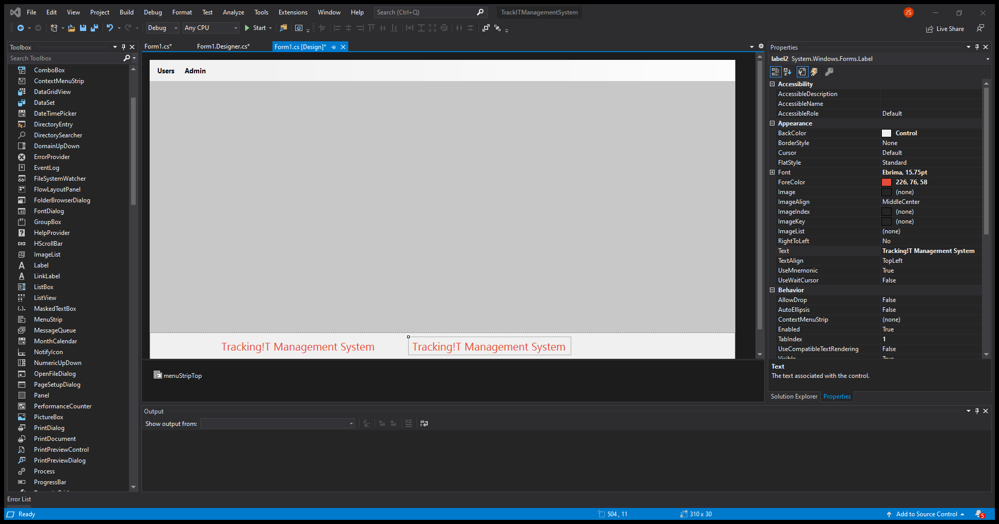 File Edit View Project Build Debug Format Test Analyze Tools Extensions Window Help Search (Ctrl+Q) TrackITManagementSystem JS
Debug Any CPU Start Live Share
Toolbox
Search Toolbox
ComboBox
ContextMenuStrip
DataGridView
DataSet
DateTimePicker
DirectoryEntry
DirectorySearcher
DomainUpDown
ErrorProvider
EventLog
FileSystemWatcher
FlowLayoutPanel
FolderBrowserDialog
FontDialog
GroupBox
HelpProvider
HScrollBar
ImageList
Label
LinkLabel
ListBox
ListView
MaskedTextBox
MenuStrip
MessageQueue
MonthCalendar
NotifyIcon
NumericUpDown
OpenFileDialog
PageSetupDialog
Panel
PerformanceCounter
PictureBox
PrintDialog
PrintDocument
PrintPreviewControl
PrintPreviewDialog
Process
ProgressBar
Form1.cs* Form1.Designer.cs* Form1.cs [Design]*
Users Admin
Tracking!T Management System Tracking!T Management System
menuStripTop
Output
Show output from:
Properties
label2 System.Windows.Forms.Label
Accessibility
AccessibleDescription
AccessibleName
AccessibleRole Default
Appearance
BackColor Control
BorderStyle None
Cursor Default
FlatStyle Standard
Font Ebrima, 15.75pt
ForeColor 226, 76, 58
Image (none)
ImageAlign MiddleCenter
ImageIndex (none)
ImageKey (none)
ImageList (none)
RightToLeft No
Text Tracking!T Management System
TextAlign TopLeft
UseMnemonic True
UseWaitCursor False
Behavior
AllowDrop False
AutoEllipsis False
ContextMenuStrip (none)
Enabled True
TabIndex 1
UseCompatibleTextRendering False
Visible True
Text
The text associated with the control.
Solution Explorer Properties
Error List
Ready 504 , 11 310 x 30 Add to Source Control 5